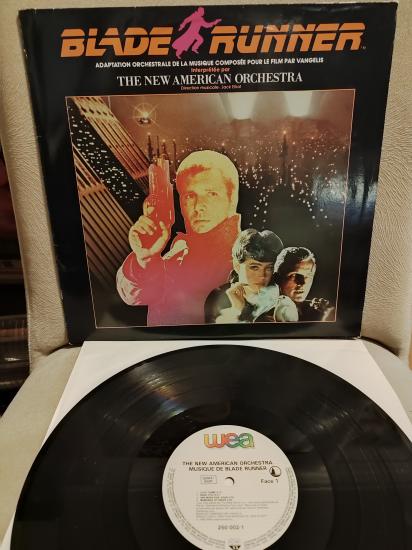 BLADE RUNNER
ADAPTATION ORCHESTRALE DE LA MUSIQUE COMPOSÉE POUR LE FILM PAR VANGELIS
Interprétée par
THE NEW AMERICAN ORCHESTRA
Direction musicale: Jack Elliot
wea
THE NEW AMERICAN ORCHESTRA
MUSIQUE DE BLADE RUNNER
Face 1
250 002-1